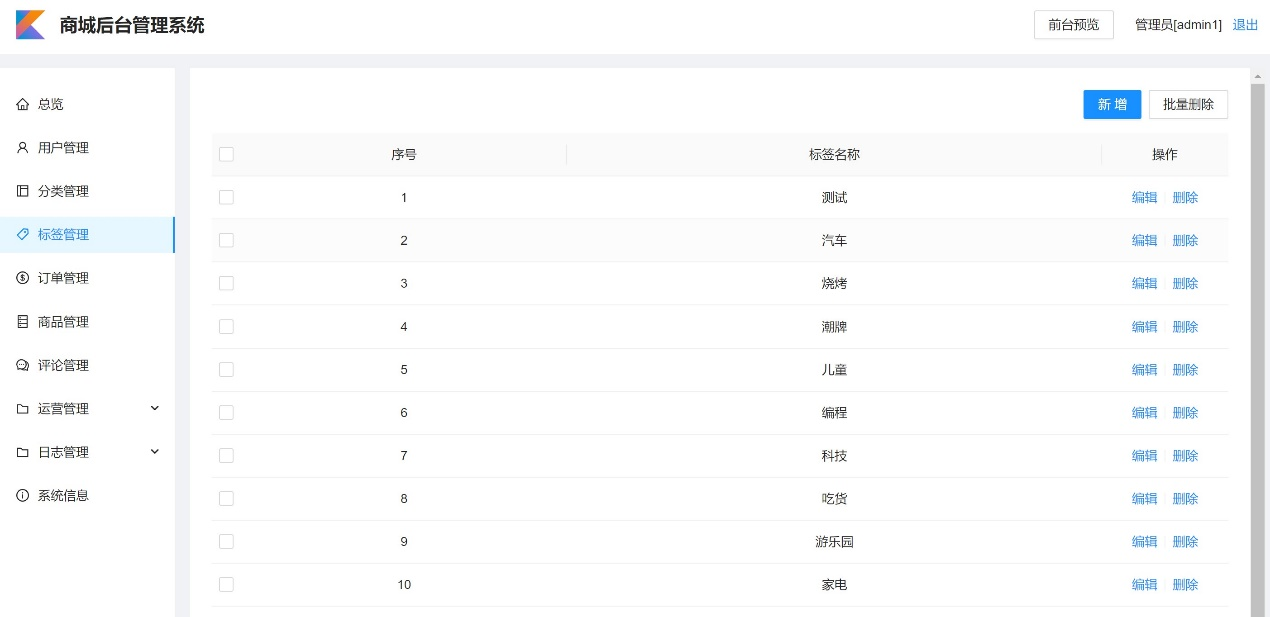 商城后台管理系统
前台预览 管理员[admin1] 退出
总览
用户管理
分类管理
标签管理
订单管理
商品管理
评论管理
运营管理
日志管理
系统信息
新 增 批量删除
序号 标签名称 操作
1 测试 编辑 删除
2 汽车 编辑 删除
3 烧烤 编辑 删除
4 潮牌 编辑 删除
5 儿童 编辑 删除
6 编程 编辑 删除
7 科技 编辑 删除
8 吃货 编辑 删除
9 游乐园 编辑 删除
10 家电 编辑 删除